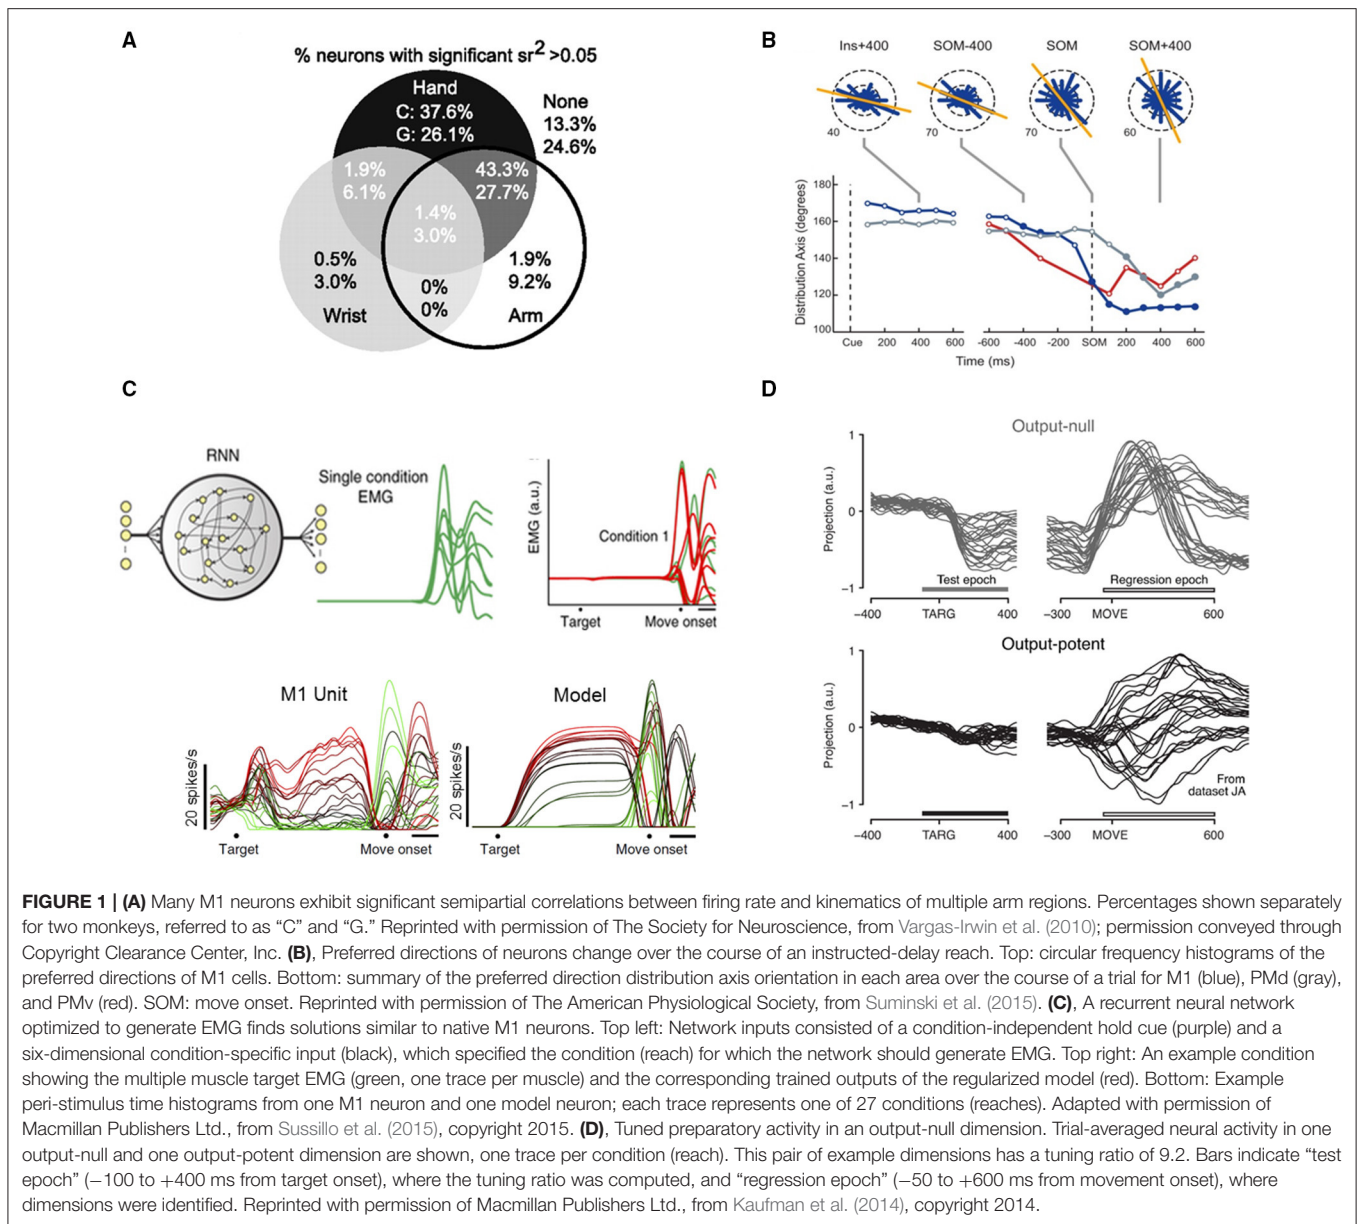 A
% neurons with significant sr2 >0.05
Hand
C: 37.6%
G: 26.1%
None
13.3%
24.6%
1.9%
6.1%
43.3%
27.7%
1.4%
3.0%
0.5%
3.0%
Wrist
0%
0%
1.9%
9.2%
Arm
B
Ins+400
SOM-400
SOM
SOM+400
40
70
70
60
Distribution Axis (degrees)
180
160
140
120
100
Cue
200
400
600
-600
-400
-200
SOM
200
400
600
Time (ms)
C
RNN
Single condition
EMG
EMG (a.u.)
Condition 1
Target
Move onset
M1 Unit
20 spikes/s
Target
Move onset
Model
20 spikes/s
Target
Move onset
D
Output-null
Projection (a.u.)
1
0
−1
Test epoch
Regression epoch
−400
TARG
400
−300
MOVE
600
Output-potent
Projection (a.u.)
1
0
−1
From
dataset JA
−400
TARG
400
−300
MOVE
600
FIGURE 1 | (A) Many M1 neurons exhibit significant semipartial correlations between firing rate and kinematics of multiple arm regions. Percentages shown separately
for two monkeys, referred to as “C” and “G.” Reprinted with permission of The Society for Neuroscience, from Vargas-Irwin et al. (2010); permission conveyed through
Copyright Clearance Center, Inc. (B), Preferred directions of neurons change over the course of an instructed-delay reach. Top: circular frequency histograms of the
preferred directions of M1 cells. Bottom: summary of the preferred direction distribution axis orientation in each area over the course of a trial for M1 (blue), PMd (gray),
and PMv (red). SOM: move onset. Reprinted with permission of The American Physiological Society, from Suminski et al. (2015). (C), A recurrent neural network
optimized to generate EMG finds solutions similar to native M1 neurons. Top left: Network inputs consisted of a condition-independent hold cue (purple) and a
six-dimensional condition-specific input (black), which specified the condition (reach) for which the network should generate EMG. Top right: An example condition
showing the multiple muscle target EMG (green, one trace per muscle) and the corresponding trained outputs of the regularized model (red). Bottom: Example
peri-stimulus time histograms from one M1 neuron and one model neuron; each trace represents one of 27 conditions (reaches). Adapted with permission of
Macmillan Publishers Ltd., from Sussillo et al. (2015), copyright 2015. (D), Tuned preparatory activity in an output-null dimension. Trial-averaged neural activity in one
output-null and one output-potent dimension are shown, one trace per condition (reach). This pair of example dimensions has a tuning ratio of 9.2. Bars indicate “test
epoch” (−100 to +400 ms from target onset), where the tuning ratio was computed, and “regression epoch” (−50 to +600 ms from movement onset), where
dimensions were identified. Reprinted with permission of Macmillan Publishers Ltd., from Kaufman et al. (2014), copyright 2014.